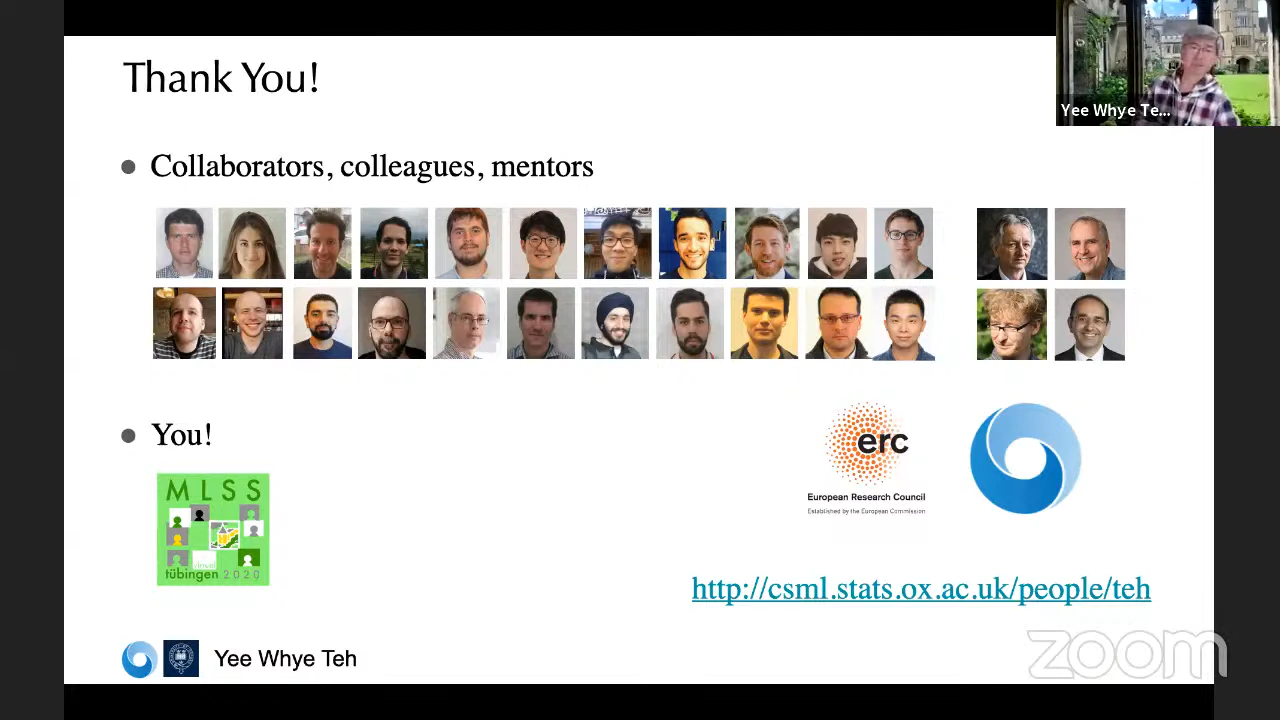 Thank You!
Yee Whye Te...
Collaborators, colleagues, mentors
You!
erc
European Research Council
Established by the European Commission
MLSS
tübingen 2020
http://csml.stats.ox.ac.uk/people/teh
Yee Whye Teh
zoom